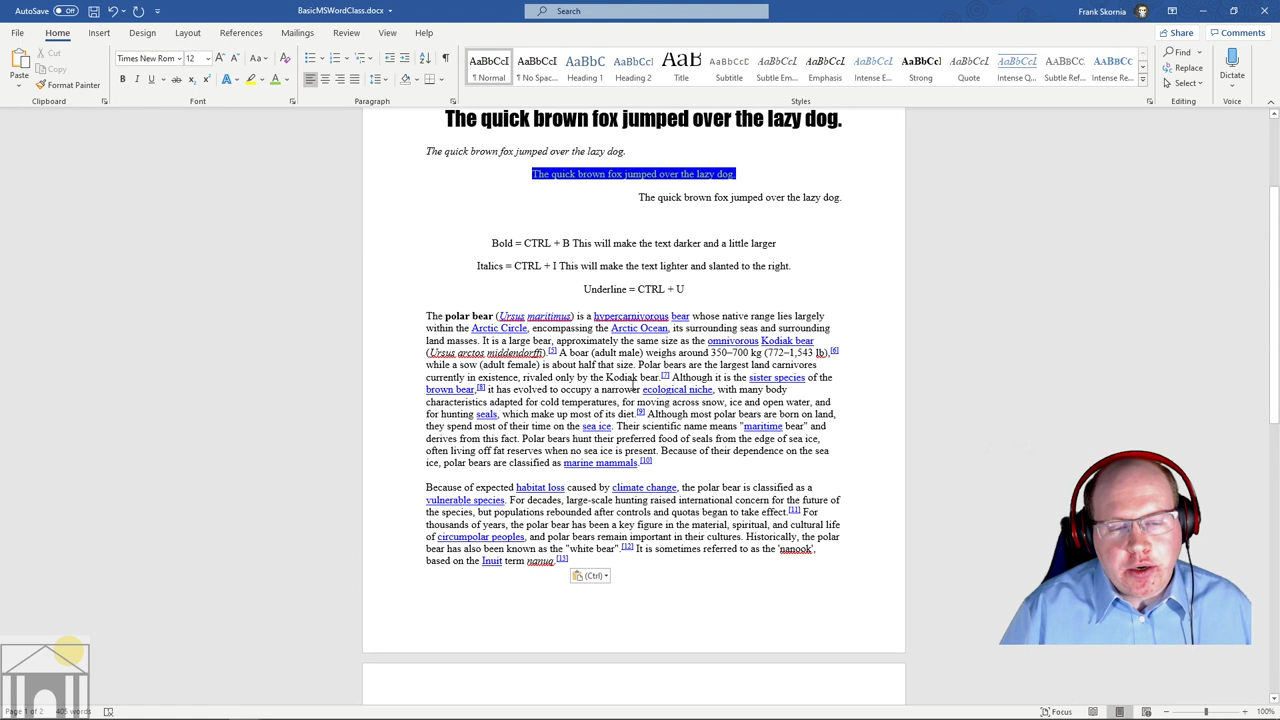 AutoSave
Off
BasicMSWordClass.docx
Search
Frank Skornia
File Home Insert Design Layout References Mailings Review View Help
Share Comments
Paste
Cut
Copy
Format Painter
Clipboard
Times New Rom 12
Font
Paragraph
¶ Normal
¶ No Spac...
Heading 1
Heading 2
Title
Subtitle
Subtle Em...
Emphasis
Intense E...
Strong
Quote
Intense Q...
Subtle Ref...
Intense Re...
Styles
Find
Replace
Select
Editing
Dictate
Voice
The quick brown fox jumped over the lazy dog.
The quick brown fox jumped over the lazy dog.
The quick brown fox jumped over the lazy dog.
The quick brown fox jumped over the lazy dog.
Bold = CTRL + B This will make the text darker and a little larger
Italics = CTRL + I This will make the text lighter and slanted to the right.
Underline = CTRL + U
The polar bear (Ursus maritimus) is a hypercarnivorous bear whose native range lies largely
within the Arctic Circle, encompassing the Arctic Ocean, its surrounding seas and surrounding
land masses. It is a large bear, approximately the same size as the omnivorous Kodiak bear
(Ursus arctos middendorffi).[5] A boar (adult male) weighs around 350–700 kg (772–1,543 lb),[6]
while a sow (adult female) is about half that size. Polar bears are the largest land carnivores
currently in existence, rivaled only by the Kodiak bear.[7] Although it is the sister species of the
brown bear,[8] it has evolved to occupy a narrower ecological niche, with many body
characteristics adapted for cold temperatures, for moving across snow, ice and open water, and
for hunting seals, which make up most of its diet.[9] Although most polar bears are born on land,
they spend most of their time on the sea ice. Their scientific name means "maritime bear" and
derives from this fact. Polar bears hunt their preferred food of seals from the edge of sea ice,
often living off fat reserves when no sea ice is present. Because of their dependence on the sea
ice, polar bears are classified as marine mammals.[10]
Because of expected habitat loss caused by climate change, the polar bear is classified as a
vulnerable species. For decades, large-scale hunting raised international concern for the future of
the species, but populations rebounded after controls and quotas began to take effect.[11] For
thousands of years, the polar bear has been a key figure in the material, spiritual, and cultural life
of circumpolar peoples, and polar bears remain important in their cultures. Historically, the polar
bear has also been known as the "white bear".[12] It is sometimes referred to as the 'nanook',
based on the Inuit term nanuq.[13]
(Ctrl)
Page 1 of 2 405 words
Focus
100%